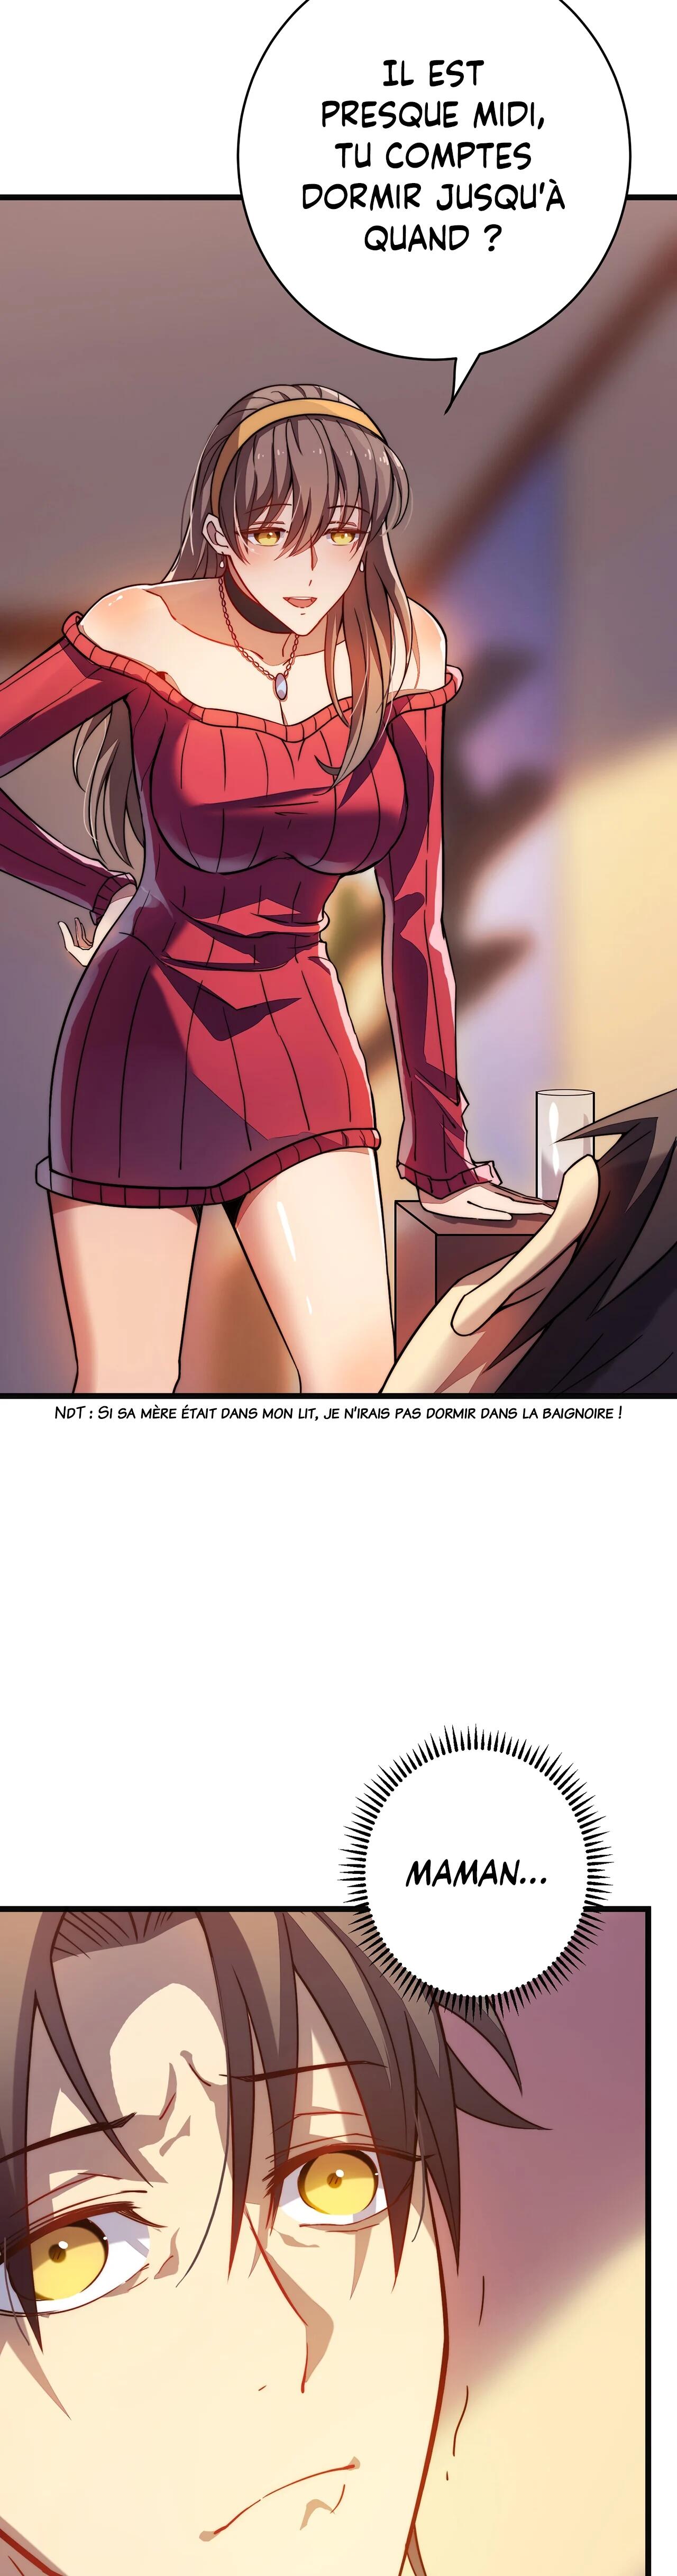 IL EST
PRESQUE MIDI,
TU COMPTES
DORMIR JUSQU'À
QUAND ?
NDT : SI SA MÈRE ÉTAIT DANS MON LIT, JE N'IRAIS PAS DORMIR DANS LA BAIGNOIRE !
MAMAN...